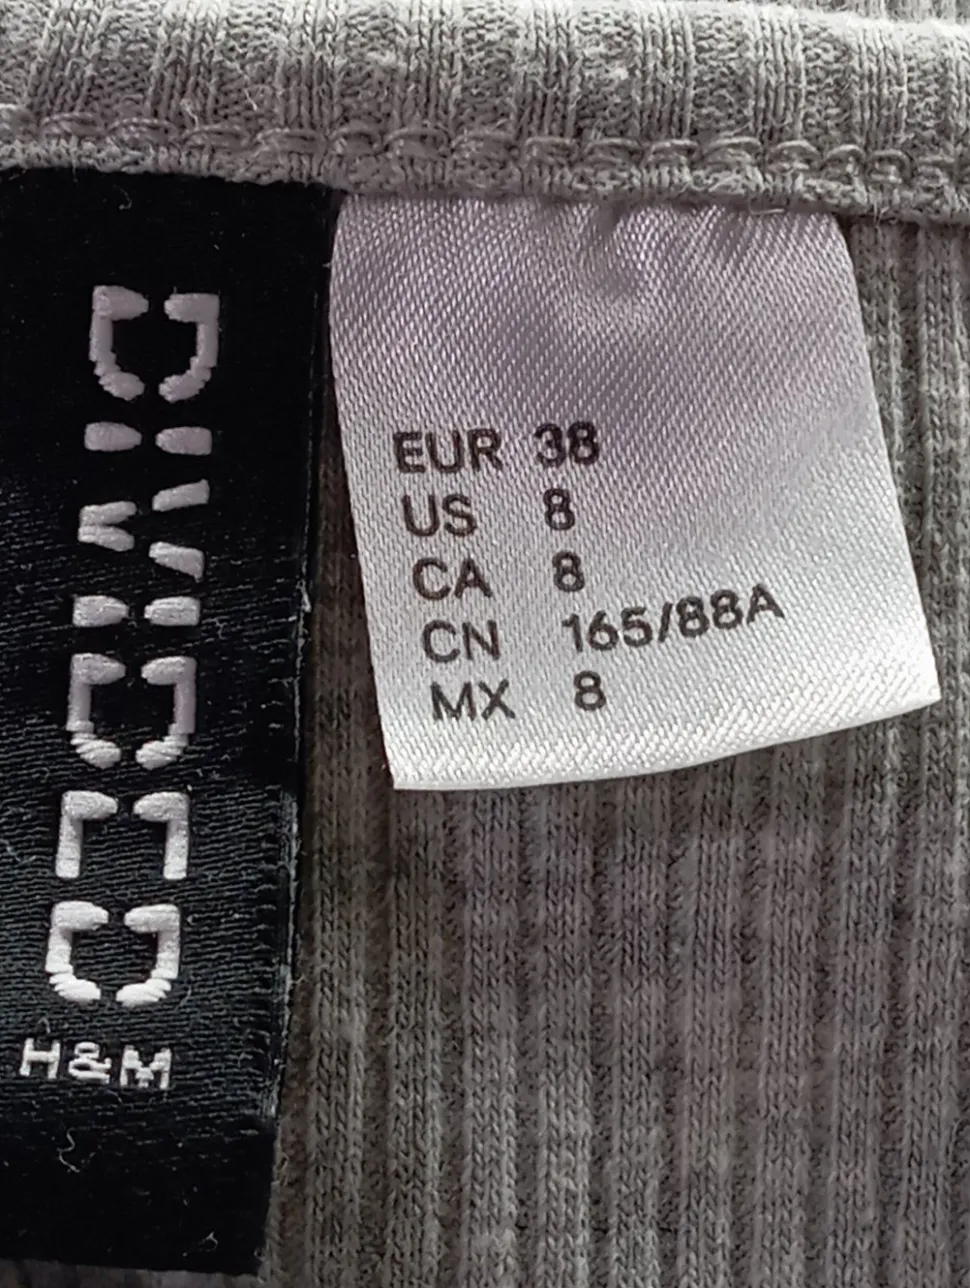 DIVIDED
H&M
EUR 38
US 8
CA 8
CN 165/88A
MX 8